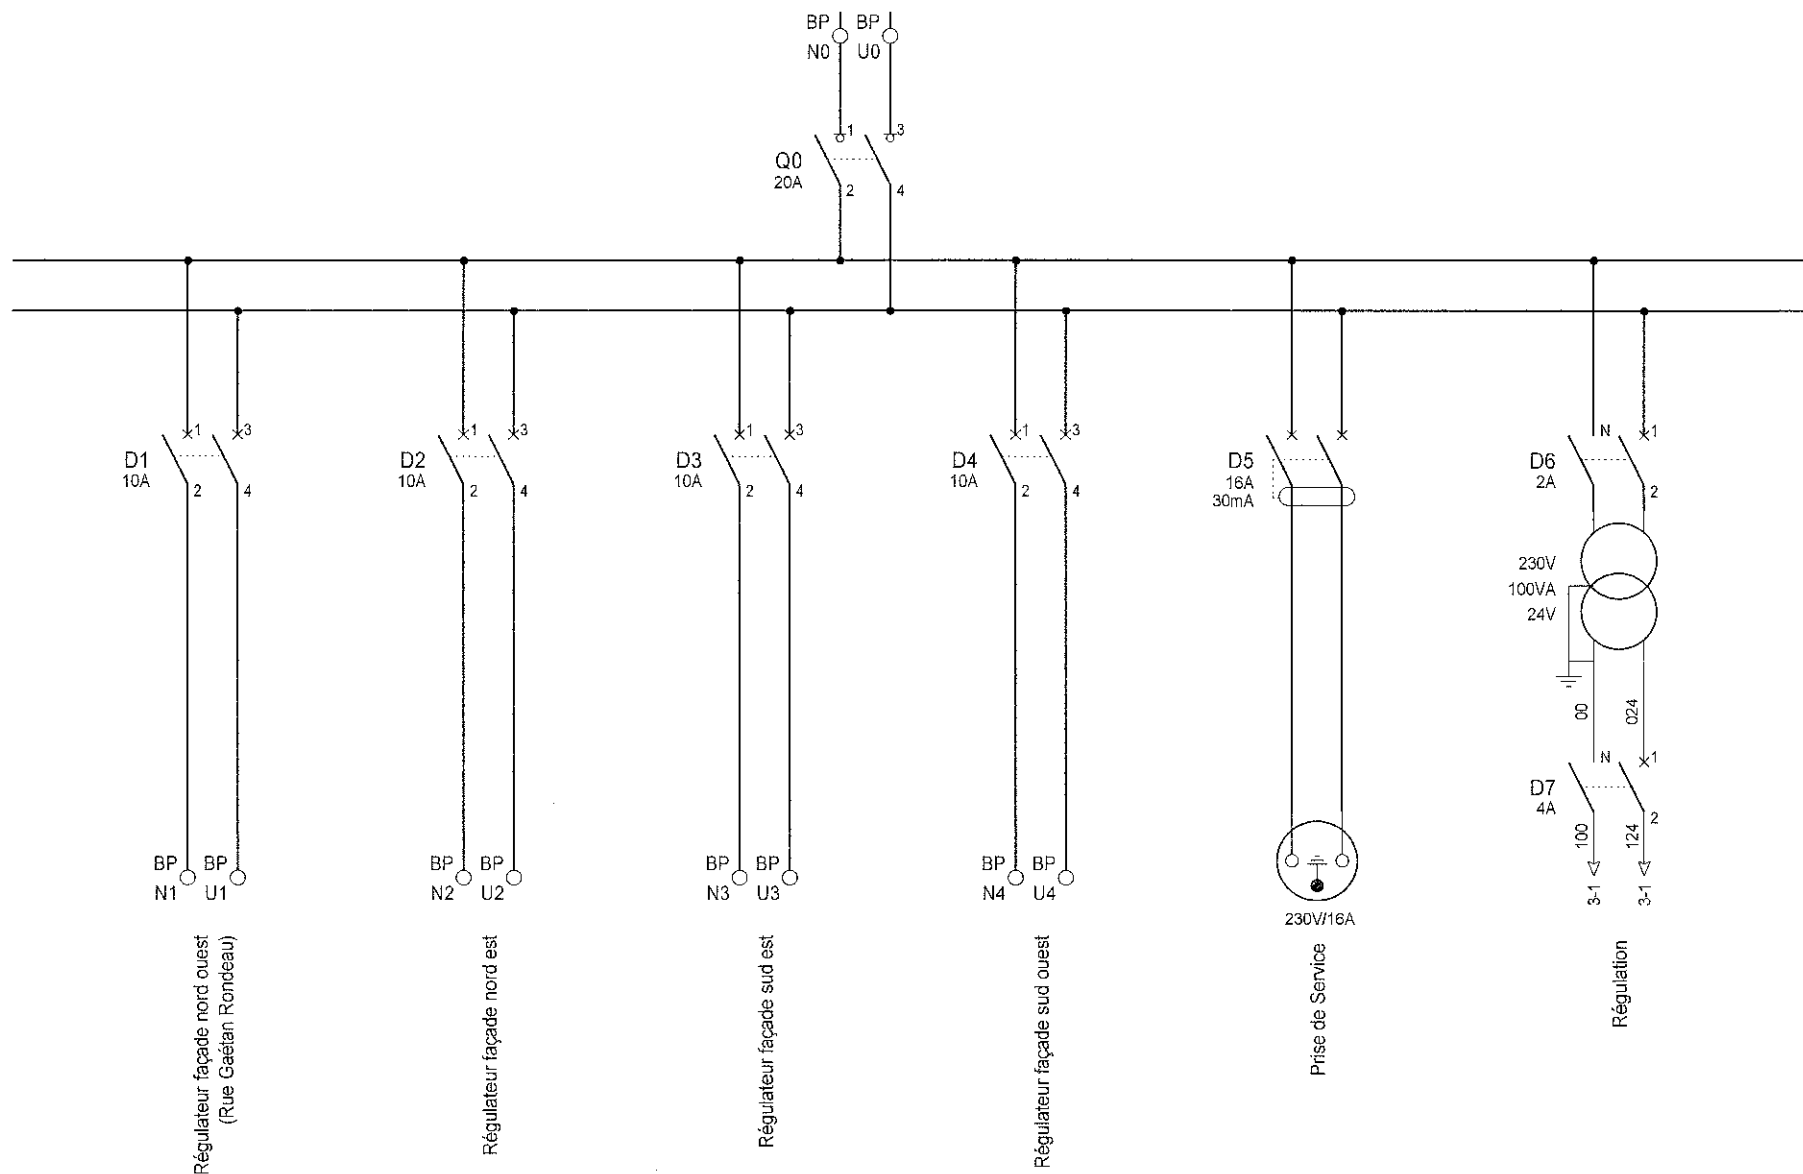 BP BP
N0 U0
1 3
Q0
20A
2 4
1 3
D1
10A
2 4
1 3
D2
10A
2 4
1 3
D3
10A
2 4
1 3
D4
10A
2 4
D5
16A
30mA
N 1
D6
2A
2
230V
100VA
24V
00 024
N 1
D7
4A
2
100 124
3-1 3-1
BP BP
N1 U1
BP BP
N2 U2
BP BP
N3 U3
BP BP
N4 U4
230V/16A
Régulateur façade nord ouest
(Rue Gaétan Rondeau)
Régulateur façade nord est
Régulateur façade sud est
Régulateur façade sud ouest
Prise de Service
Régulation